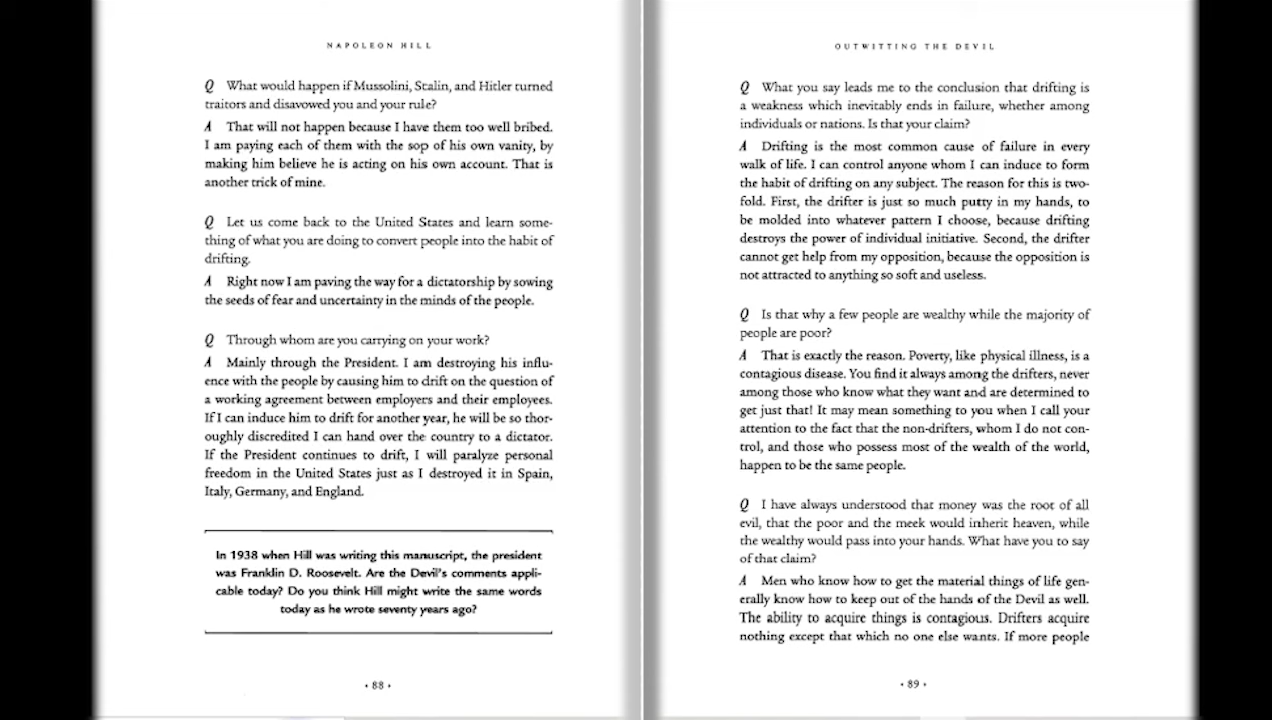 NAPOLEON HILL
Q What would happen if Mussolini, Stalin, and Hitler turned
traitors and disavowed you and your rule?
A That will not happen because I have them too well bribed.
I am paying each of them with the sop of his own vanity, by
making him believe he is acting on his own account. That is
another trick of mine.
Q Let us come back to the United States and learn some-
thing of what you are doing to convert people into the habit of
drifting.
A Right now I am paving the way for a dictatorship by sowing
the seeds of fear and uncertainty in the minds of the people.
Q Through whom are you carrying on your work?
A Mainly through the President. I am destroying his influ-
ence with the people by causing him to drift on the question of
a working agreement between employers and their employees.
If I can induce him to drift for another year, he will be so thor-
oughly discredited I can hand over the country to a dictator.
If the President continues to drift, I will paralyze personal
freedom in the United States just as I destroyed it in Spain,
Italy, Germany, and England.
In 1938 when Hill was writing this manuscript, the president
was Franklin D. Roosevelt. Are the Devil's comments appli-
cable today? Do you think Hill might write the same words
today as he wrote seventy years ago?
• 88 •
OUTWITTING THE DEVIL
Q What you say leads me to the conclusion that drifting is
a weakness which inevitably ends in failure, whether among
individuals or nations. Is that your claim?
A Drifting is the most common cause of failure in every
walk of life. I can control anyone whom I can induce to form
the habit of drifting on any subject. The reason for this is two-
fold. First, the drifter is just so much putty in my hands, to
be molded into whatever pattern I choose, because drifting
destroys the power of individual initiative. Second, the drifter
cannot get help from my opposition, because the opposition is
not attracted to anything so soft and useless.
Q Is that why a few people are wealthy while the majority of
people are poor?
A That is exactly the reason. Poverty, like physical illness, is a
contagious disease. You find it always among the drifters, never
among those who know what they want and are determined to
get just that! It may mean something to you when I call your
attention to the fact that the non-drifters, whom I do not con-
trol, and those who possess most of the wealth of the world,
happen to be the same people.
Q I have always understood that money was the root of all
evil, that the poor and the meek would inherit heaven, while
the wealthy would pass into your hands. What have you to say
of that claim?
A Men who know how to get the material things of life gen-
erally know how to keep out of the hands of the Devil as well.
The ability to acquire things is contagious. Drifters acquire
nothing except that which no one else wants. If more people
• 89 •